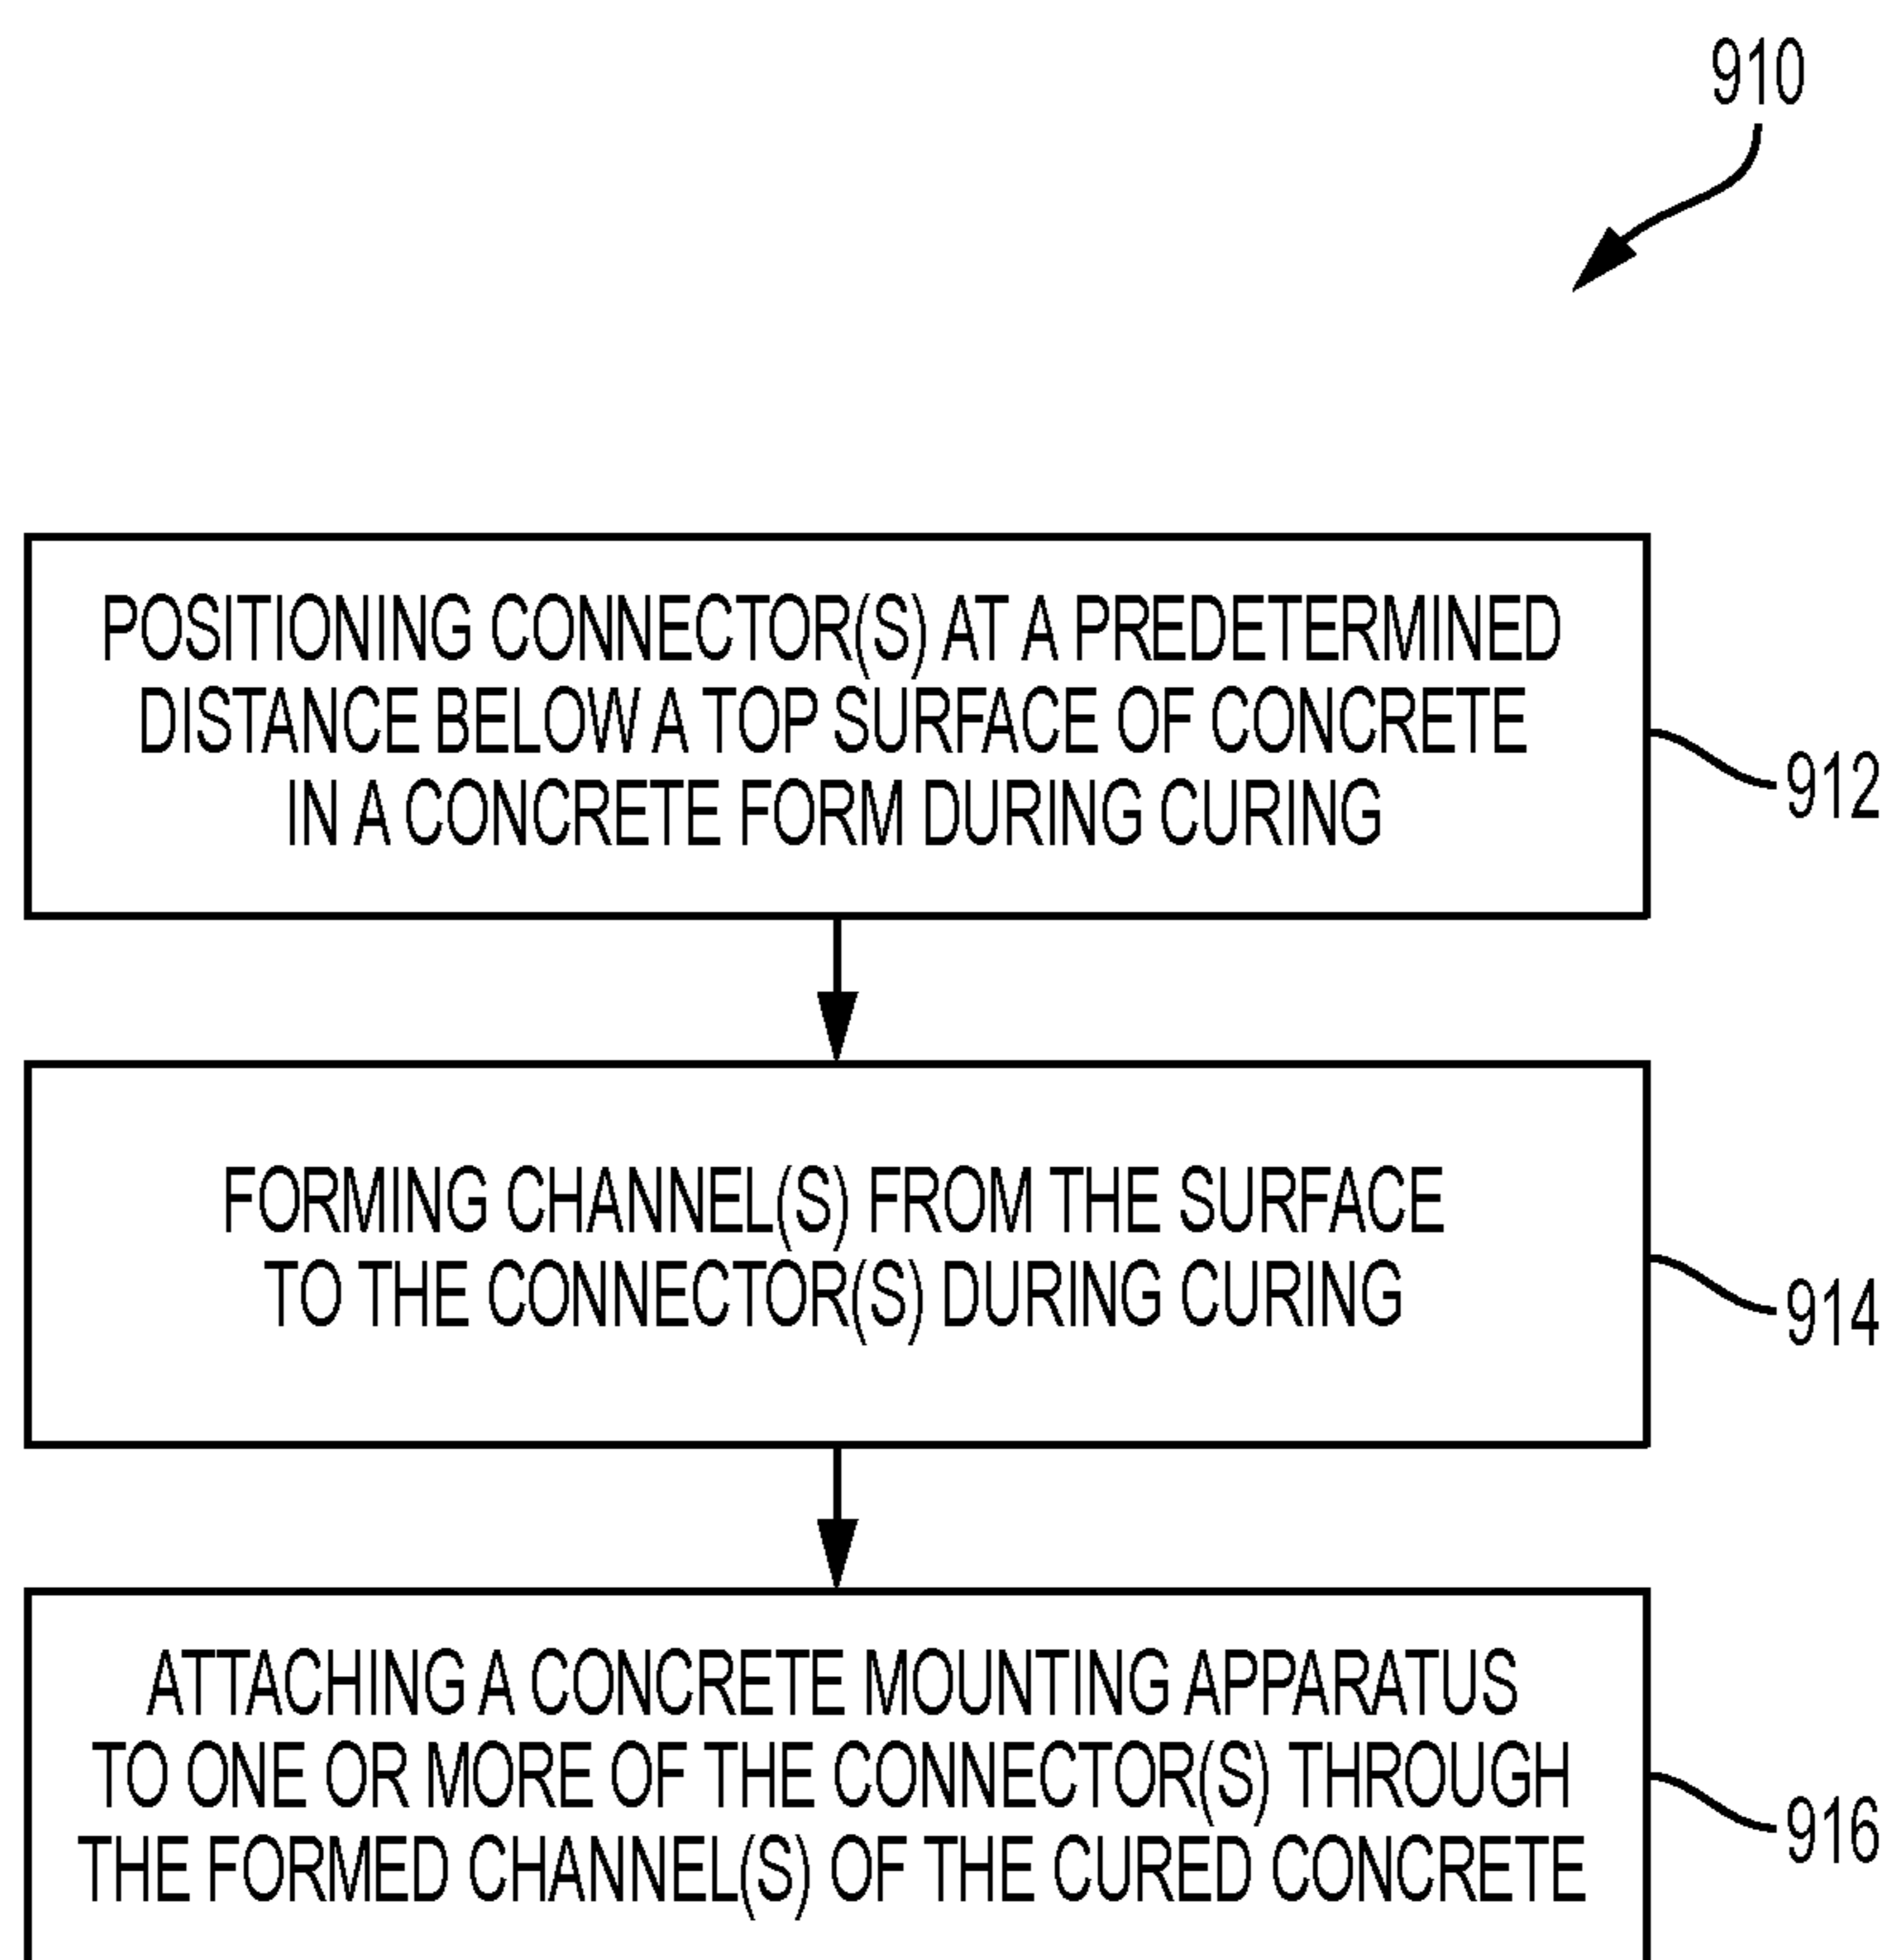 910
POSITIONING CONNECTOR(S) AT A PREDETERMINED
DISTANCE BELOW A TOP SURFACE OF CONCRETE
IN A CONCRETE FORM DURING CURING
912
FORMING CHANNEL(S) FROM THE SURFACE
TO THE CONNECTOR(S) DURING CURING
914
ATTACHING A CONCRETE MOUNTING APPARATUS
TO ONE OR MORE OF THE CONNECTOR(S) THROUGH
THE FORMED CHANNEL(S) OF THE CURED CONCRETE
916